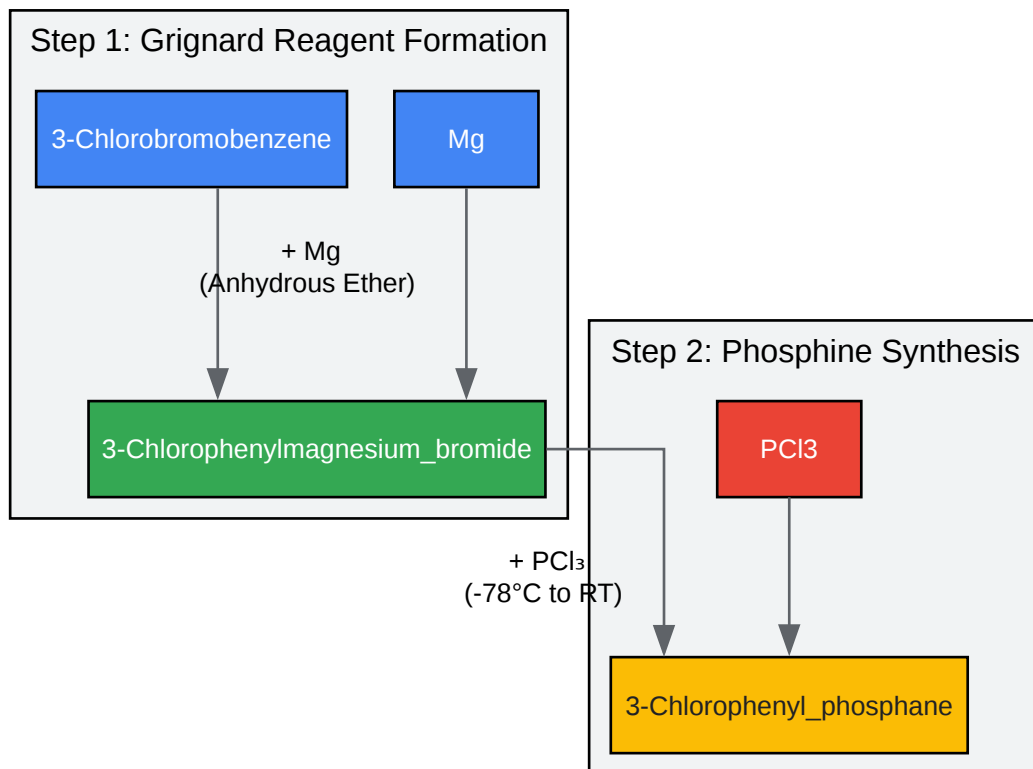 Step 1: Grignard Reagent Formation
3-Chlorobromobenzene
Mg
+ Mg
(Anhydrous Ether)
3-Chlorophenylmagnesium_bromide
Step 2: Phosphine Synthesis
PCl3
+ PCl₃
(-78°C to RT)
3-Chlorophenyl_phosphane